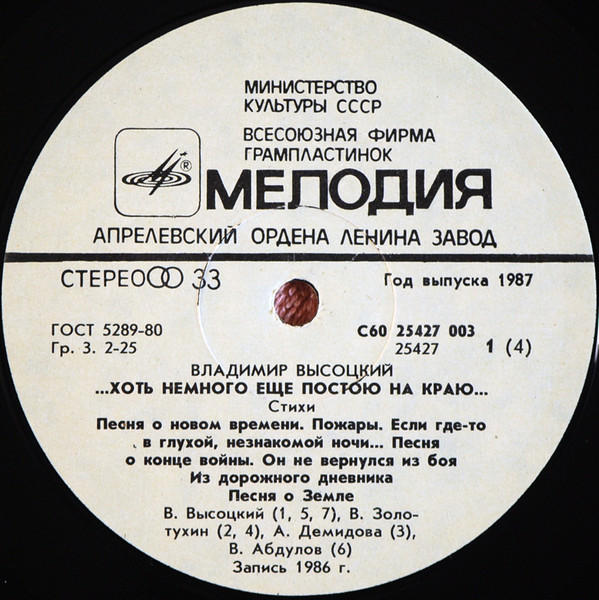 МИНИСТЕРСТВО
КУЛЬТУРЫ СССР
ВСЕСОЮЗНАЯ ФИРМА
ГРАМПЛАСТИНОК
®
МЕЛОДИЯ
АПРЕЛЕВСКИЙ ОРДЕНА ЛЕНИНА ЗАВОД
СТЕРЕО 33
Год выпуска 1987
ГОСТ 5289-80
Гр. 3. 2-25
С60 25427 003
25427 1 (4)
ВЛАДИМИР ВЫСОЦКИЙ
...ХОТЬ НЕМНОГО ЕЩЕ ПОСТОЮ НА КРАЮ...
Стихи
Песня о новом времени. Пожары. Если где-то
в глухой, незнакомой ночи... Песня
о конце войны. Он не вернулся из боя
Из дорожного дневника
Песня о Земле
В. Высоцкий (1, 5, 7), В. Золо-
тухин (2, 4), А. Демидова (3),
В. Абдулов (6)
Запись 1986 г.